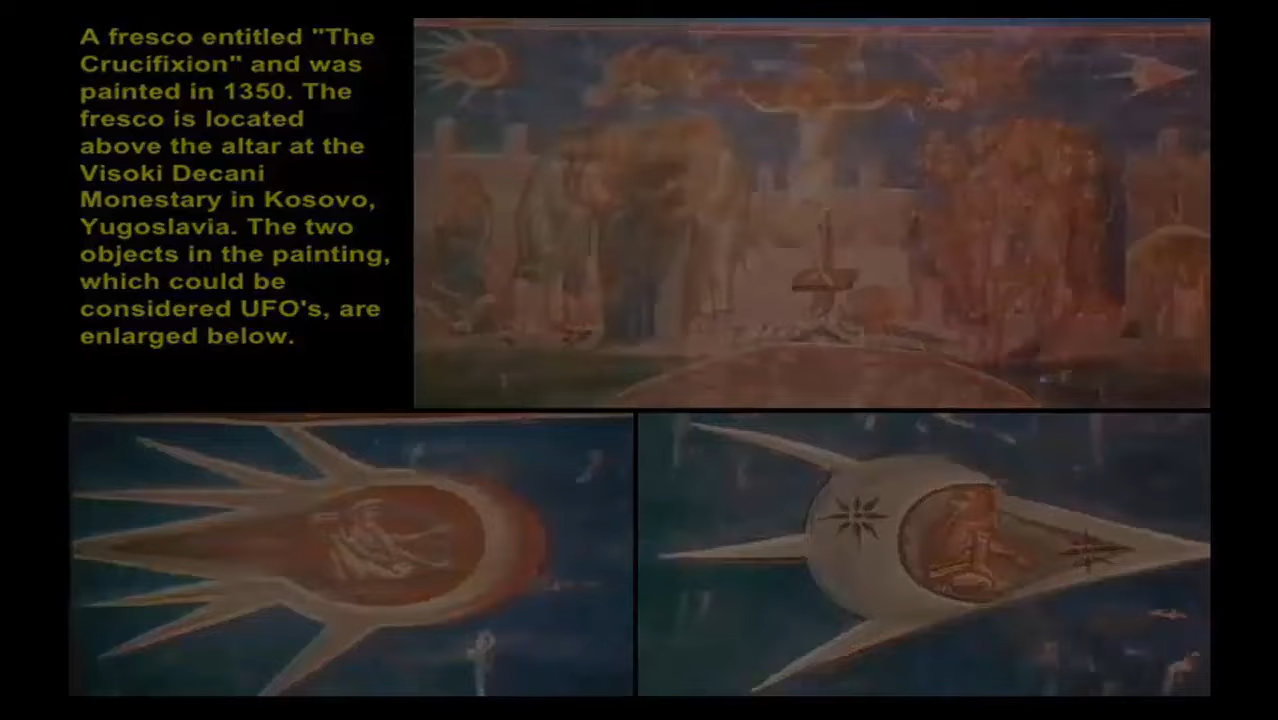 A fresco entitled "The
Crucifixion" and was
painted in 1350. The
fresco is located
above the altar at the
Visoki Decani
Monestary in Kosovo,
Yugoslavia. The two
objects in the painting,
which could be
considered UFO's, are
enlarged below.